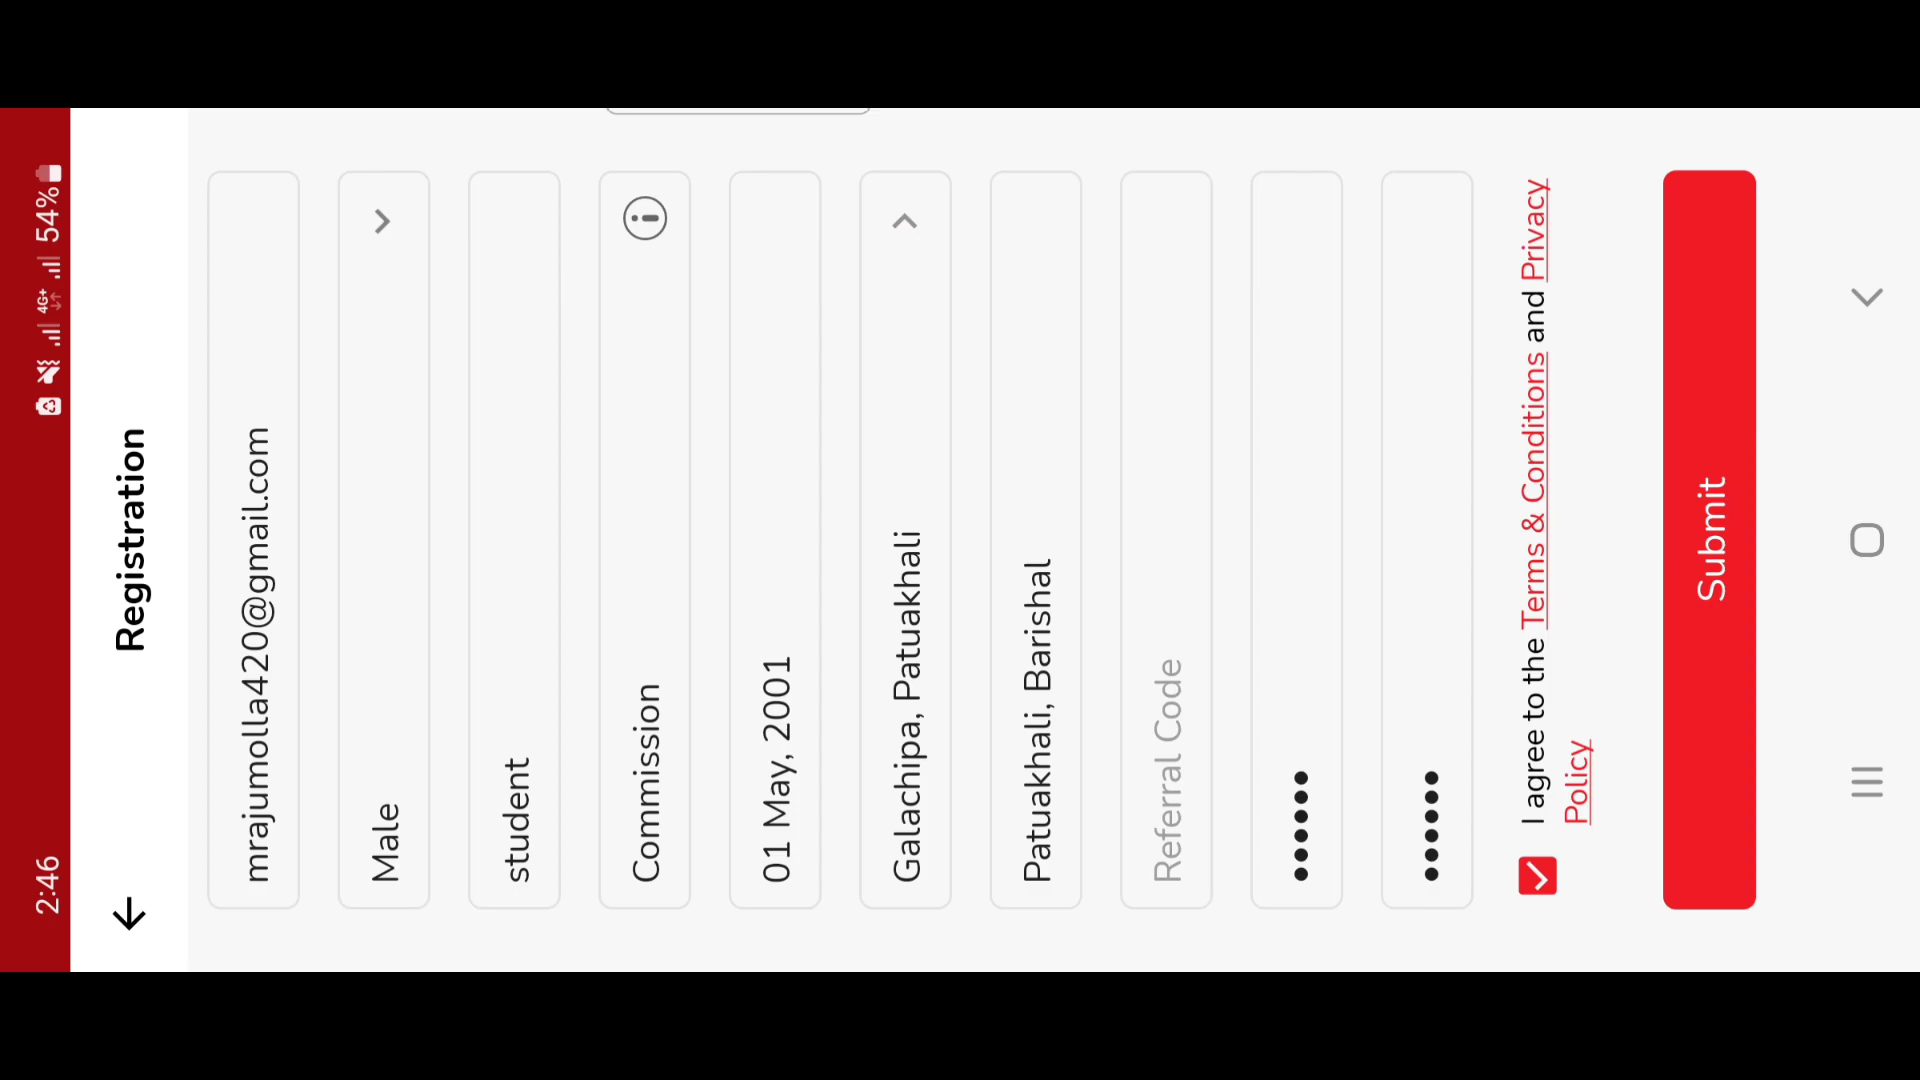 2:46
4G+
54%
Registration
mrajumolla420@gmail.com
Male
student
Commission
01 May, 2001
Galachipa, Patuakhali
Patuakhali, Barishal
Referral Code
••••••
••••••
I agree to the Terms & Conditions and Privacy
Policy
Submit